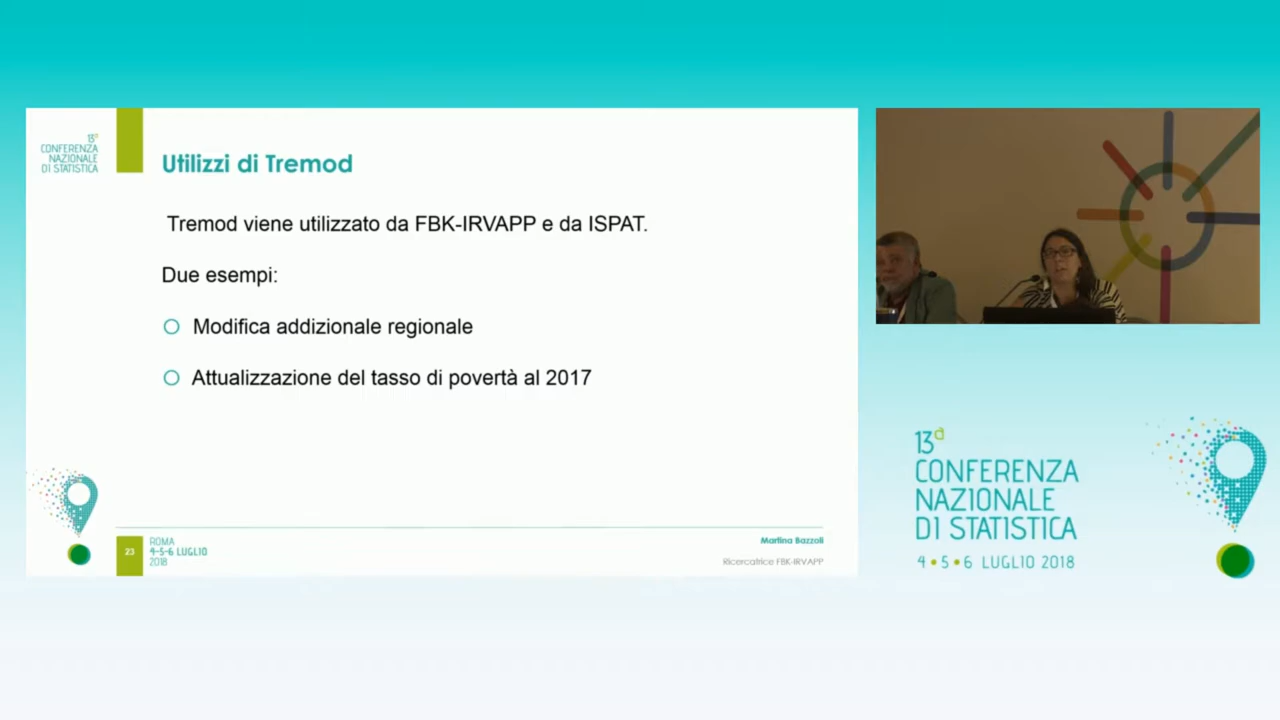 13ª
CONFERENZA
NAZIONALE
DI STATISTICA
Utilizzi di Tremod
Tremod viene utilizzato da FBK-IRVAPP e da ISPAT.
Due esempi:
Modifica addizionale regionale
Attualizzazione del tasso di povertà al 2017
23
ROMA
4-5-6 LUGLIO
2018
Martina Bazzoli
Ricercatrice FBK-IRVAPP
13ª
CONFERENZA
NAZIONALE
DI STATISTICA
4 • 5 • 6 LUGLIO 2018